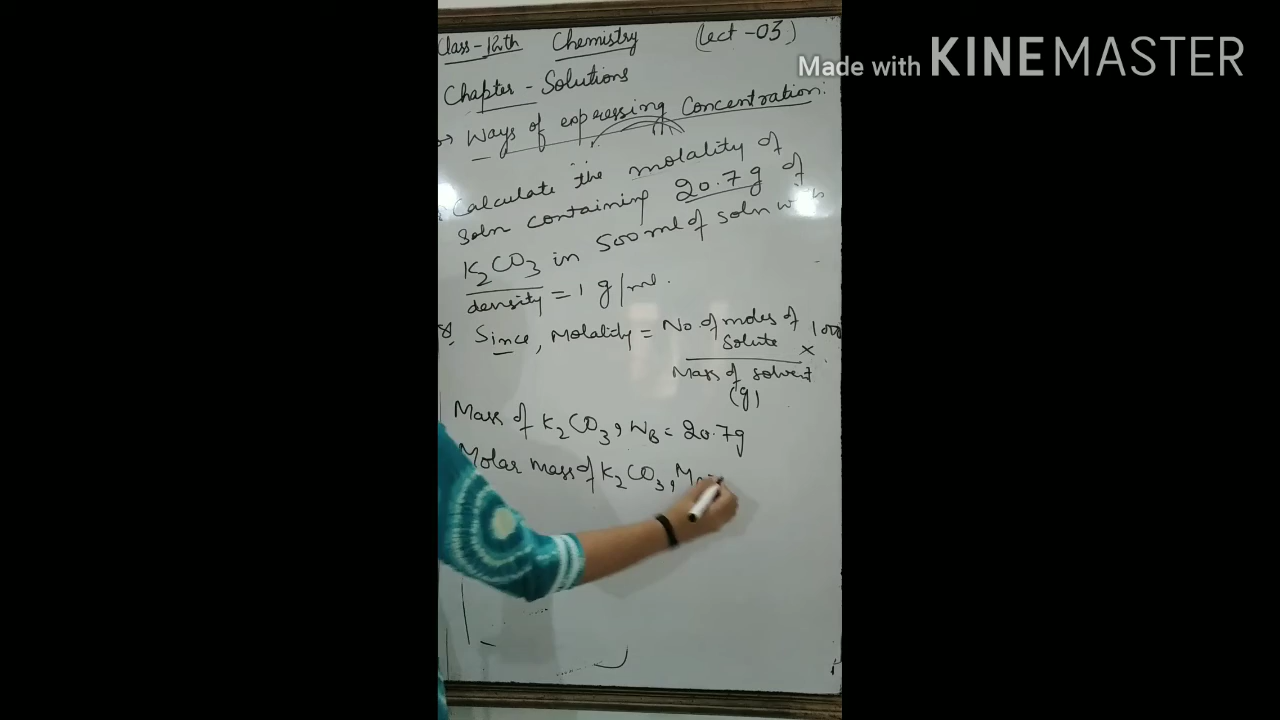 Class-12th Chemistry (Lect-03)
Made with KINEMASTER
Chapter - Solutions
→ Ways of expressing Concentration:
Calculate the molality of
soln containing 20.7g of
K2CO3 in 500 ml of soln with
density = 1 g/ml.
Since, Molality = No. of moles of solute × 1000
Mass of solvent
(g)
Mass of K2CO3, WB = 20.7g
Molar mass of K2CO3, M